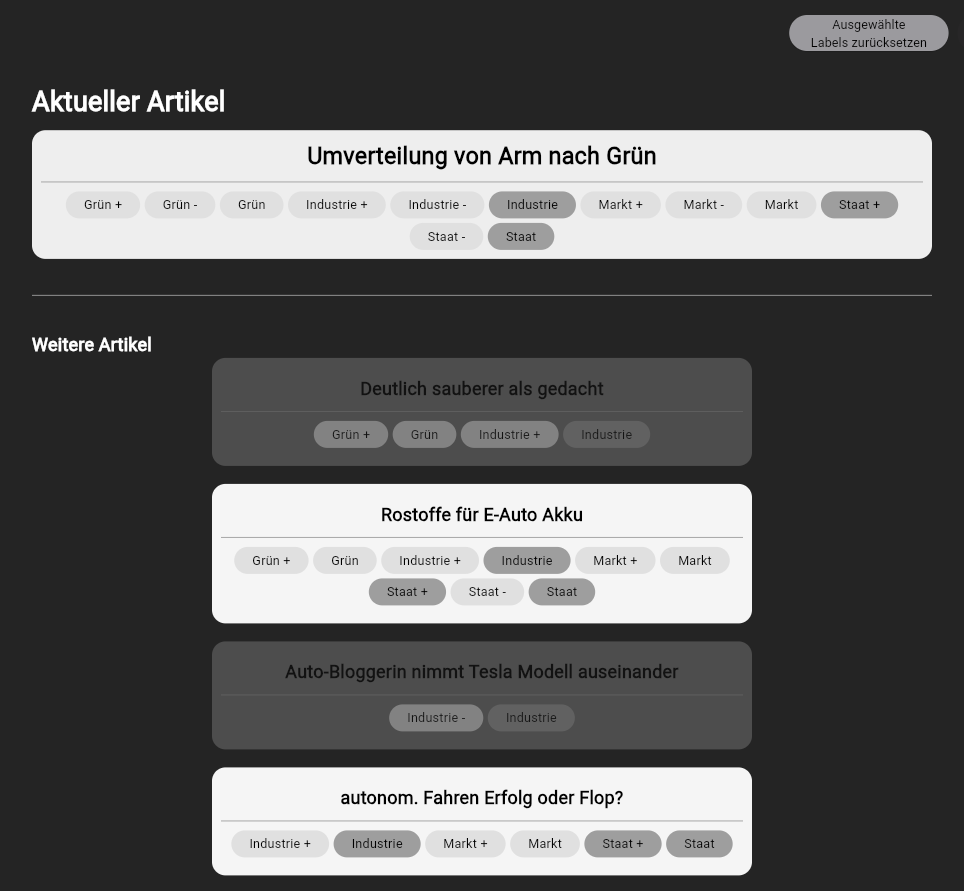 Ausgewählte
Labels zurücksetzen
Aktueller Artikel
Umverteilung von Arm nach Grün
Grün + Grün - Grün Industrie + Industrie - Industrie Markt + Markt - Markt Staat +
Staat - Staat
Weitere Artikel
Deutlich sauberer als gedacht
Grün + Grün Industrie + Industrie
Rostoffe für E-Auto Akku
Grün + Grün Industrie + Industrie Markt + Markt
Staat + Staat - Staat
Auto-Bloggerin nimmt Tesla Modell auseinander
Industrie - Industrie
autonom. Fahren Erfolg oder Flop?
Industrie + Industrie Markt + Markt Staat + Staat